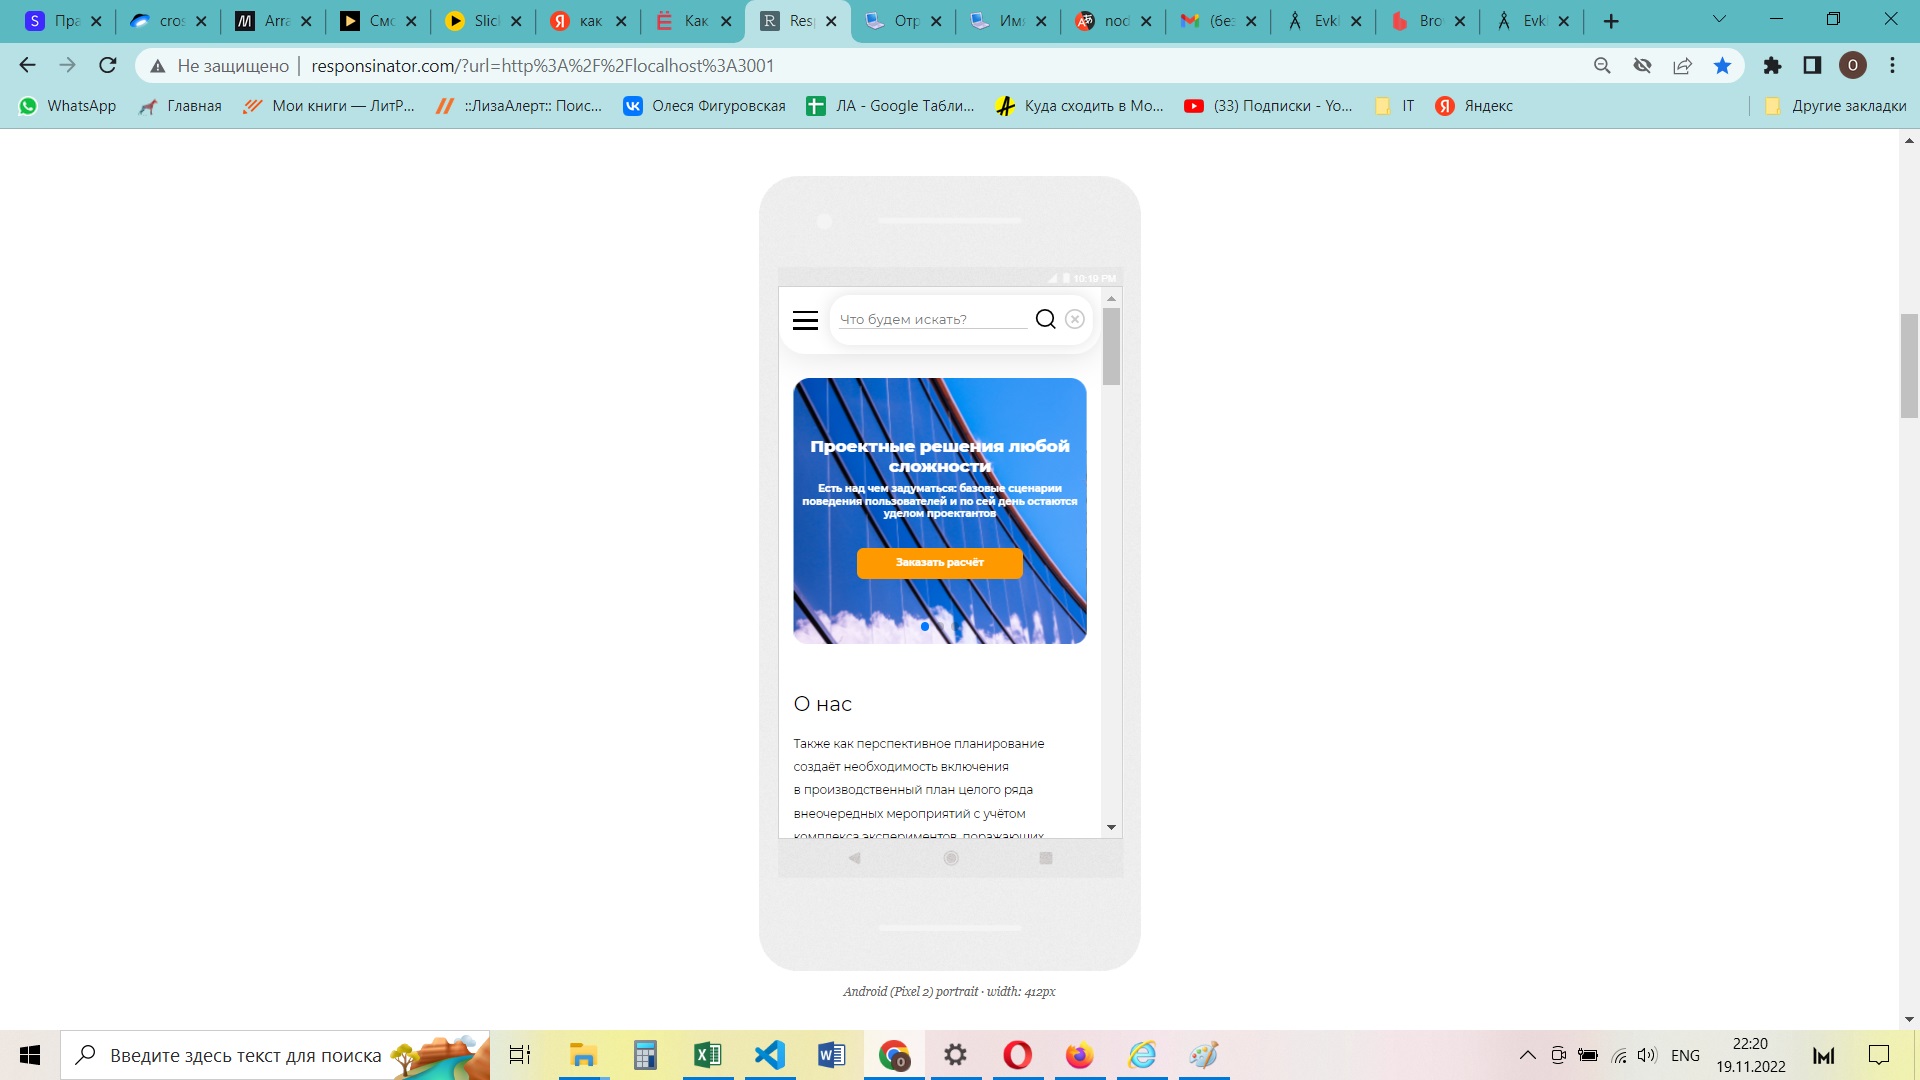 Пра
cros
Arra
Смо
Slick
как
Как
Resp
Отр
Имя
nod
(без
Evkl
Brow
Evkl
Не защищено
responsinator.com/?url=http%3A%2F%2Flocalhost%3A3001
О
WhatsApp
Главная
Мои книги — ЛитР...
::ЛизаАлерт:: Поис...
Олеся Фигуровская
ЛА - Google Табли...
Куда сходить в Мо...
(33) Подписки - Yo...
IT
Яндекс
Другие закладки
10:19 PM
Что будем искать?
Проектные решения любой
сложности
Есть над чем задуматься: базовые сценарии
поведения пользователей и по сей день остаются
уделом проектантов
Заказать расчёт
О нас
Также как перспективное планирование
создаёт необходимость включения
в производственный план целого ряда
внеочередных мероприятий с учётом
комплекса экспериментов, поражающих
Android (Pixel 2) portrait · width: 412px
Введите здесь текст для поиска
ENG
22:20
19.11.2022